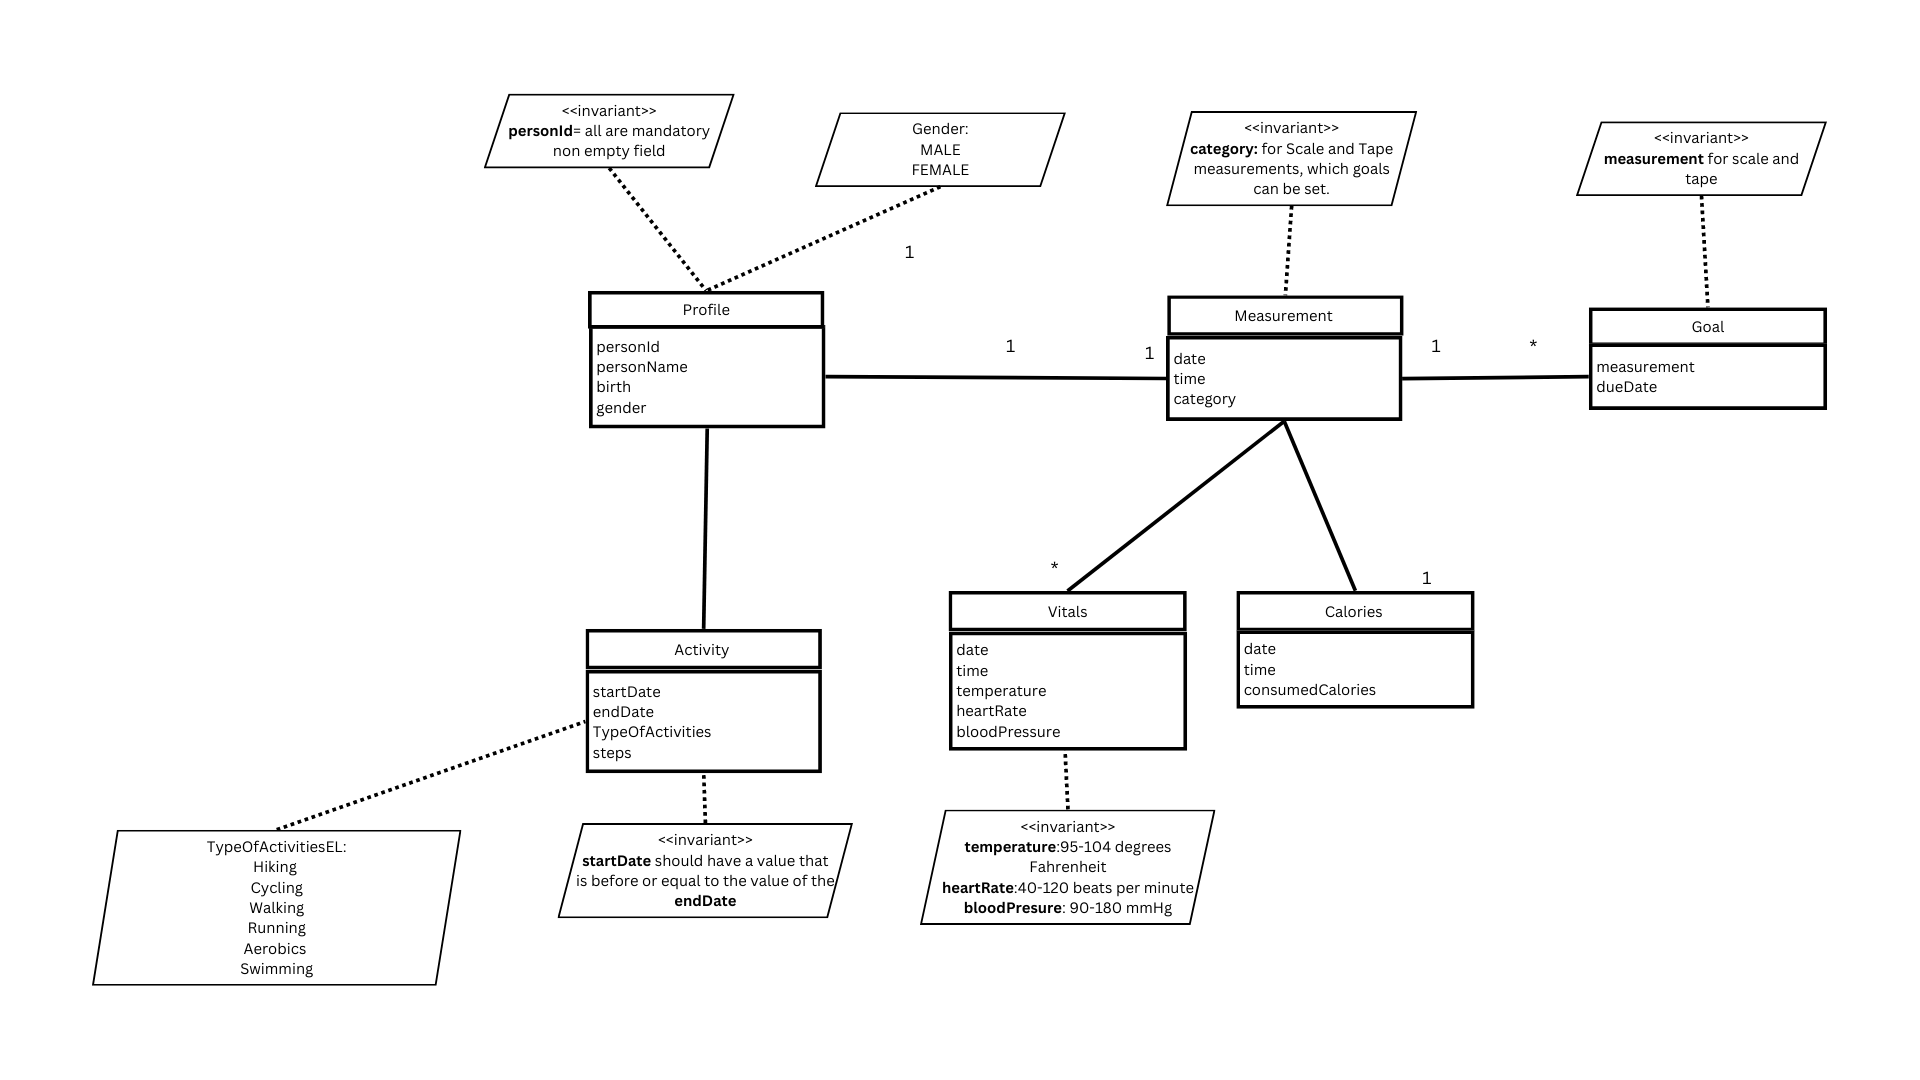 <<invariant>>
personId= all are mandatory
non empty field
Gender:
MALE
FEMALE
<<invariant>>
category: for Scale and Tape
measurements, which goals
can be set.
<<invariant>>
measurement for scale and
tape
1
Profile
personId
personName
birth
gender
1
1
Measurement
date
time
category
1
*
Goal
measurement
dueDate
*
1
Activity
startDate
endDate
TypeOfActivities
steps
Vitals
date
time
temperature
heartRate
bloodPressure
Calories
date
time
consumedCalories
TypeOfActivitiesEL:
Hiking
Cycling
Walking
Running
Aerobics
Swimming
<<invariant>>
startDate should have a value that
is before or equal to the value of the
endDate
<<invariant>>
temperature:95-104 degrees
Fahrenheit
heartRate:40-120 beats per minute
bloodPresure: 90-180 mmHg